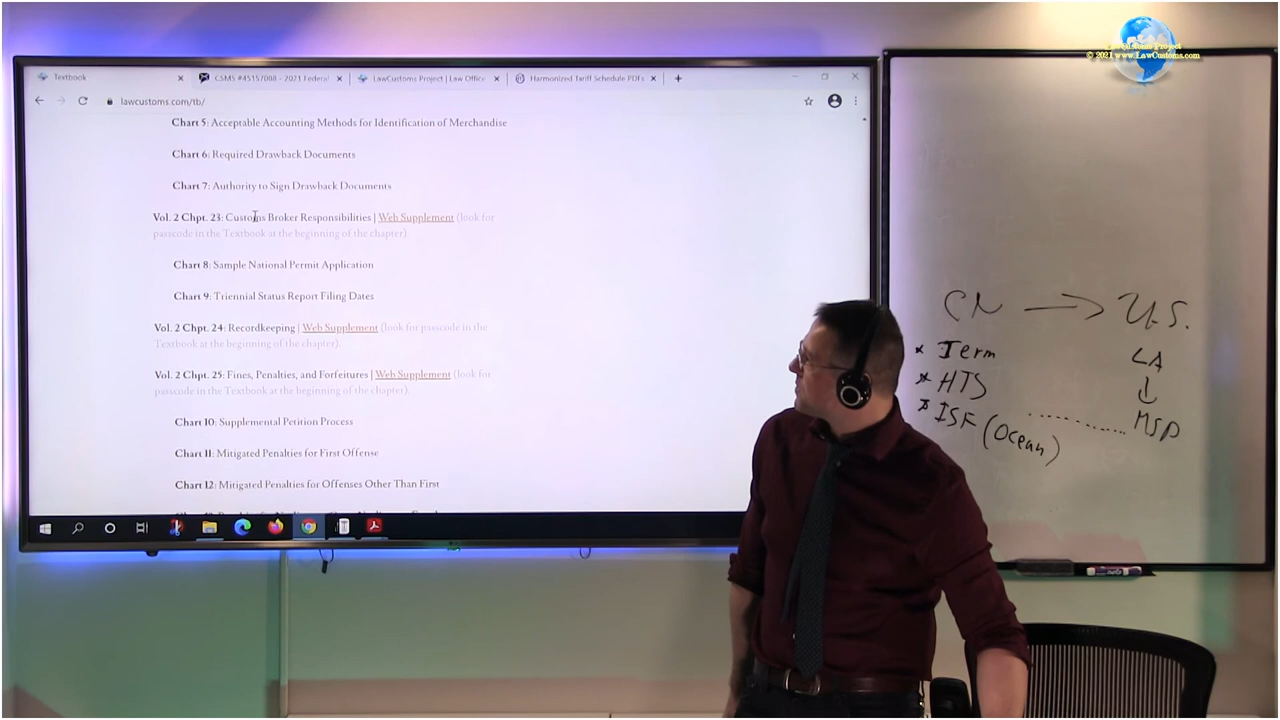 LawCustoms Project
© 2021 www.LawCustoms.com
Textbook
CSMS #45157008 - 2021 Federal
LawCustoms Project | Law Office
Harmonized Tariff Schedule PDFs
lawcustoms.com/tb/
Chart 5: Acceptable Accounting Methods for Identification of Merchandise
Chart 6: Required Drawback Documents
Chart 7: Authority to Sign Drawback Documents
Vol. 2 Chpt. 23: Customs Broker Responsibilities | Web Supplement (look for
passcode in the Textbook at the beginning of the chapter).
Chart 8: Sample National Permit Application
Chart 9: Triennial Status Report Filing Dates
Vol. 2 Chpt. 24: Recordkeeping | Web Supplement (look for passcode in the
Textbook at the beginning of the chapter).
Vol. 2 Chpt. 25: Fines, Penalties, and Forfeitures | Web Supplement (look for
passcode in the Textbook at the beginning of the chapter).
Chart 10: Supplemental Petition Process
Chart 11: Mitigated Penalties for First Offense
Chart 12: Mitigated Penalties for Offenses Other Than First
CN → U.S.
* Term
LA
* HTS
↓
* ISF (Ocean)
MSP